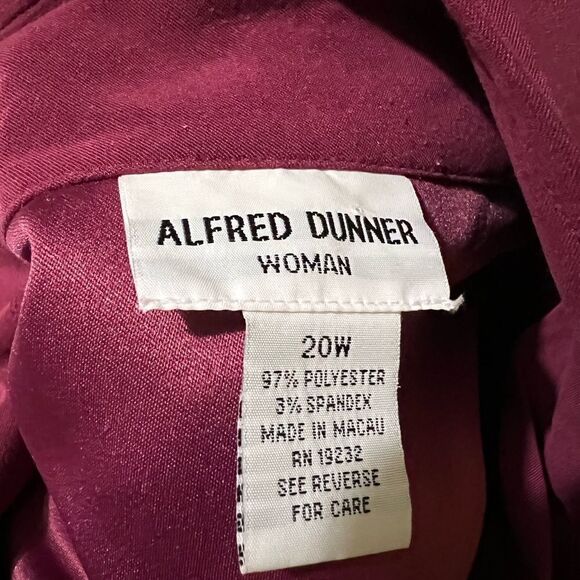 ALFRED DUNNER
WOMAN
20W
97% POLYESTER
3% SPANDEX
MADE IN MACAU
RN 19232
SEE REVERSE
FOR CARE